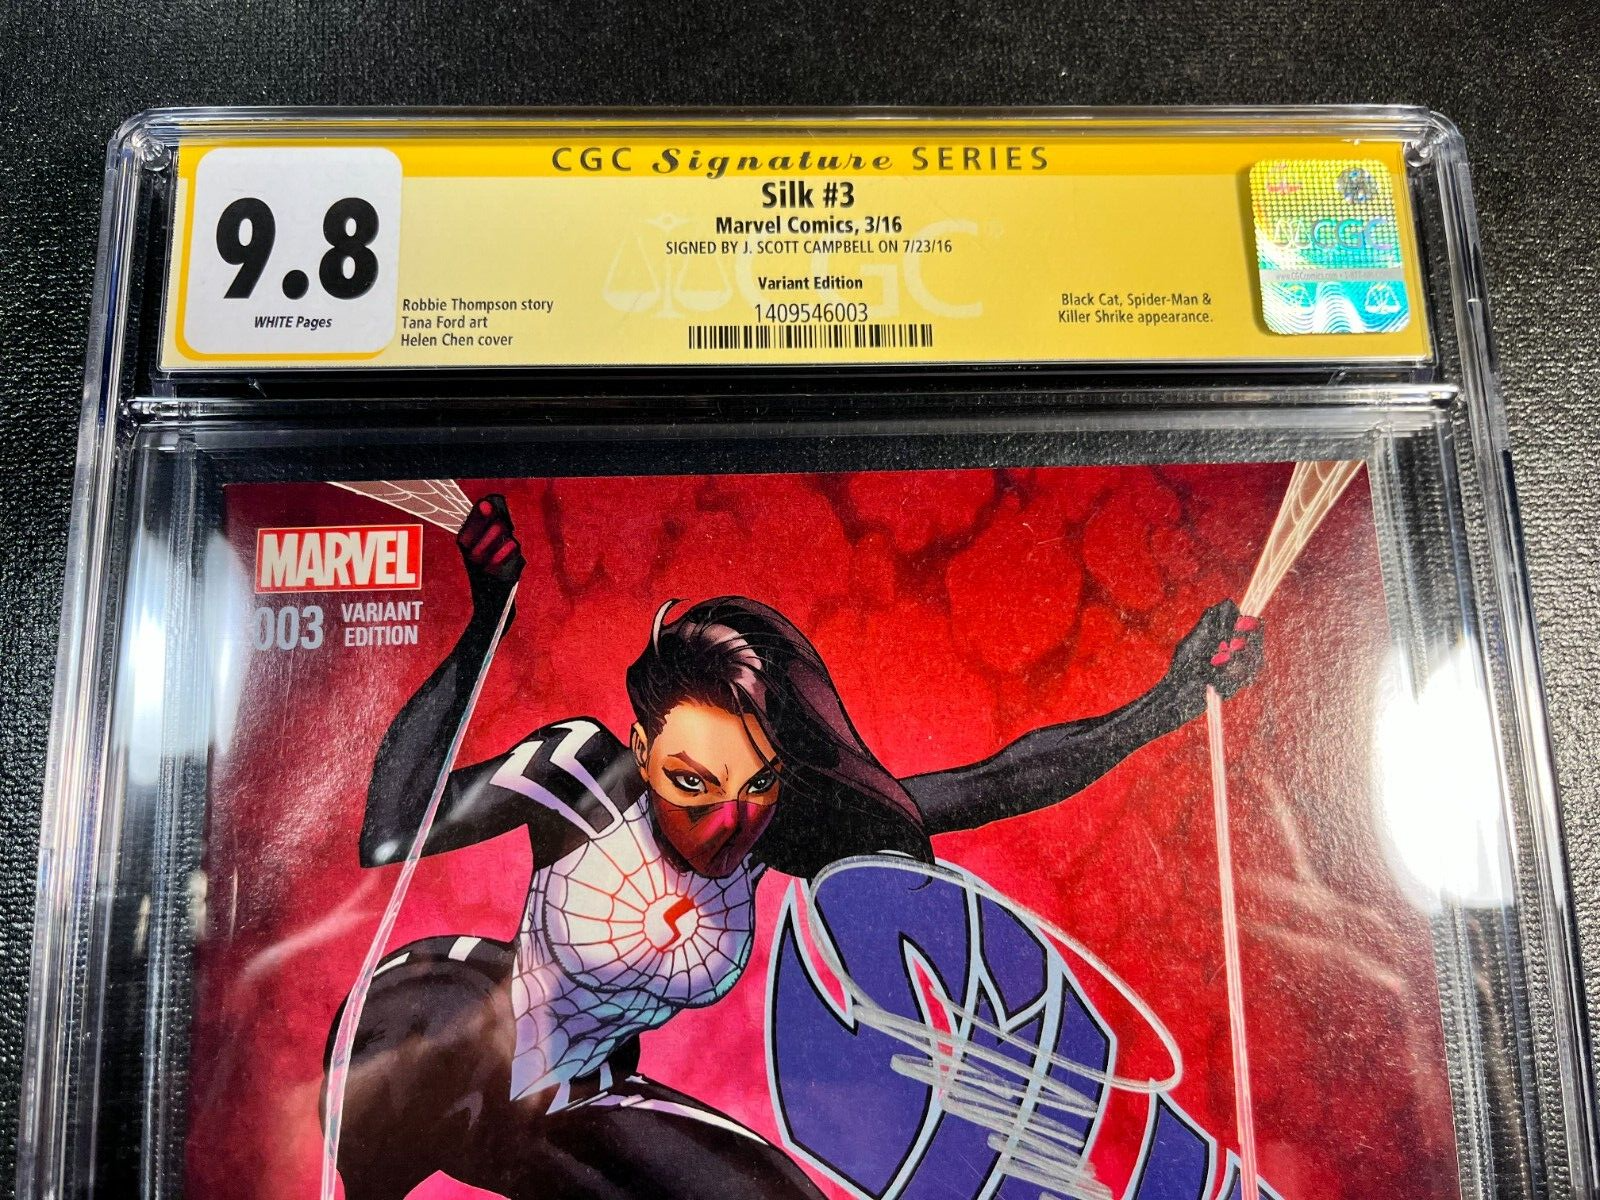 CGC Signature SERIES
9.8
WHITE Pages
Silk #3
Marvel Comics, 3/16
SIGNED BY J. SCOTT CAMPBELL ON 7/23/16
Variant Edition
1409546003
Robbie Thompson story
Tana Ford art
Helen Chen cover
Black Cat, Spider-Man &
Killer Shrike appearance.
CGC
CGC
MARVEL
003 VARIANT
EDITION